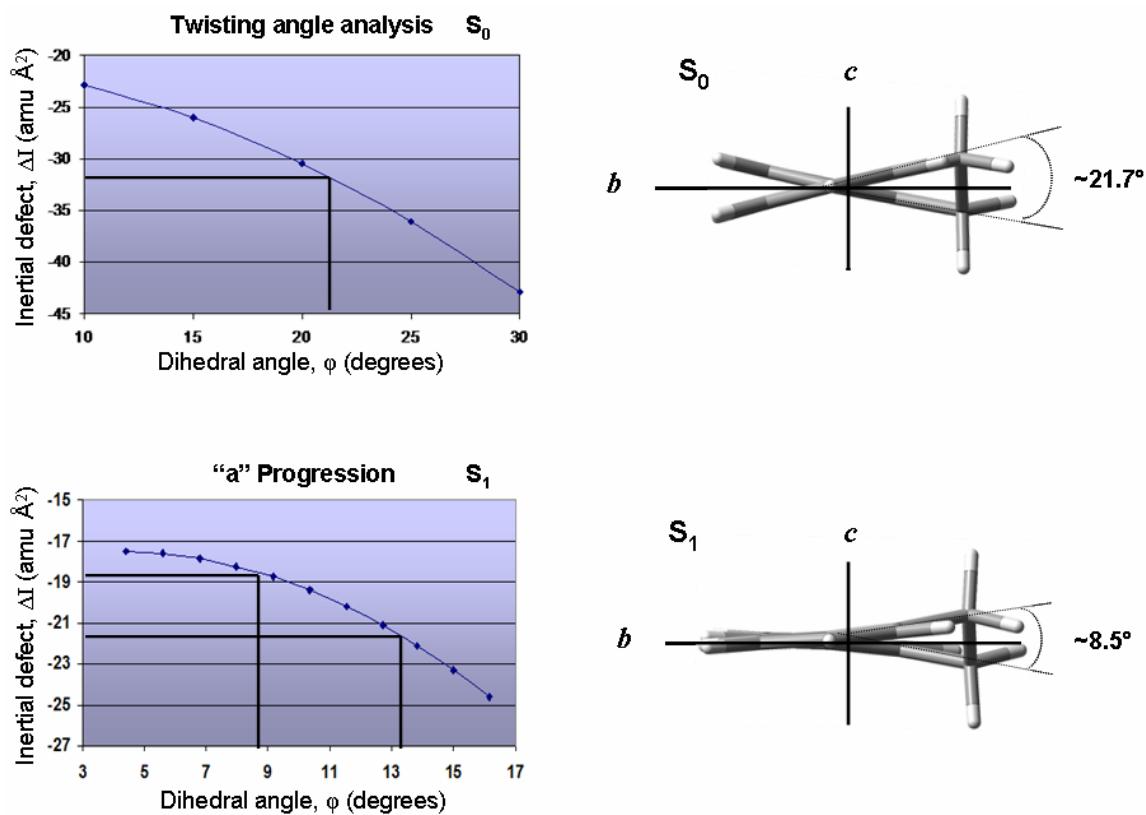 Twisting angle analysis S₀
Inertial defect, ΔI (amu Å²)
-20
-25
-30
-35
-40
-45
10 15 20 25 30
Dihedral angle, φ (degrees)
S₀
c
b
~21.7°
“a” Progression S₁
Inertial defect, ΔI (amu Å²)
-15
-17
-19
-21
-23
-25
-27
3 5 7 9 11 13 15 17
Dihedral angle, φ (degrees)
S₁
c
b
~8.5°